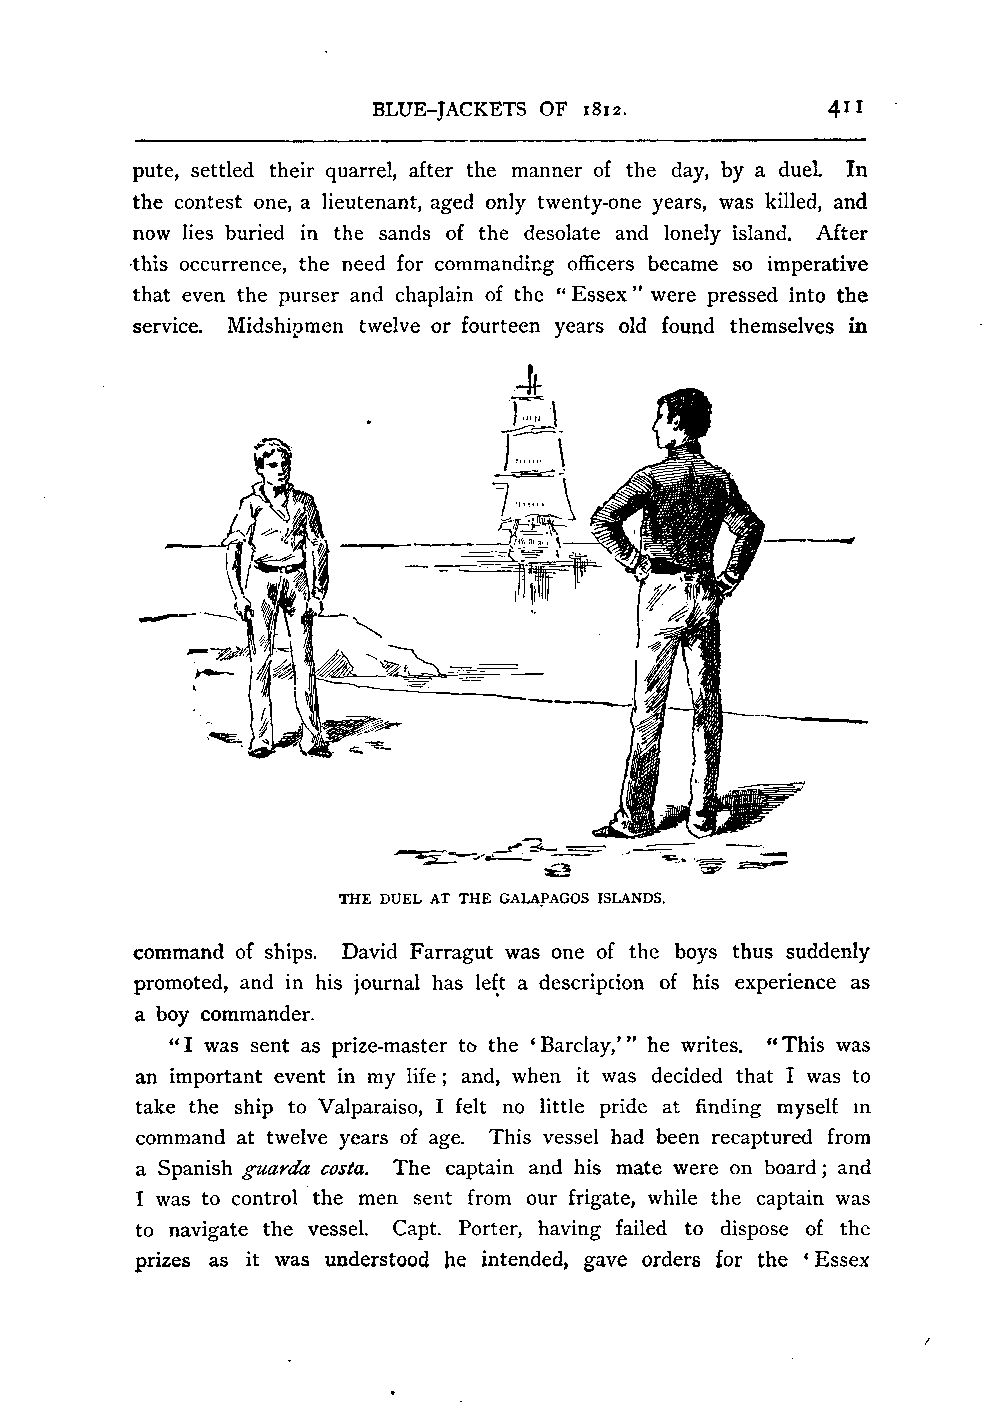 BLUE-JACKETS OF 1812. 411
pute, settled their quarrel, after the manner of the day, by a duel. In
the contest one, a lieutenant, aged only twenty-one years, was killed, and
now lies buried in the sands of the desolate and lonely island. After
this occurrence, the need for commanding officers became so imperative
that even the purser and chaplain of the “Essex” were pressed into the
service. Midshipmen twelve or fourteen years old found themselves in
THE DUEL AT THE GALAPAGOS ISLANDS.
command of ships. David Farragut was one of the boys thus suddenly
promoted, and in his journal has left a description of his experience as
a boy commander.
“I was sent as prize-master to the ‘Barclay,’” he writes. “This was
an important event in my life; and, when it was decided that I was to
take the ship to Valparaiso, I felt no little pride at finding myself in
command at twelve years of age. This vessel had been recaptured from
a Spanish guarda costa. The captain and his mate were on board; and
I was to control the men sent from our frigate, while the captain was
to navigate the vessel. Capt. Porter, having failed to dispose of the
prizes as it was understood he intended, gave orders for the ‘Essex